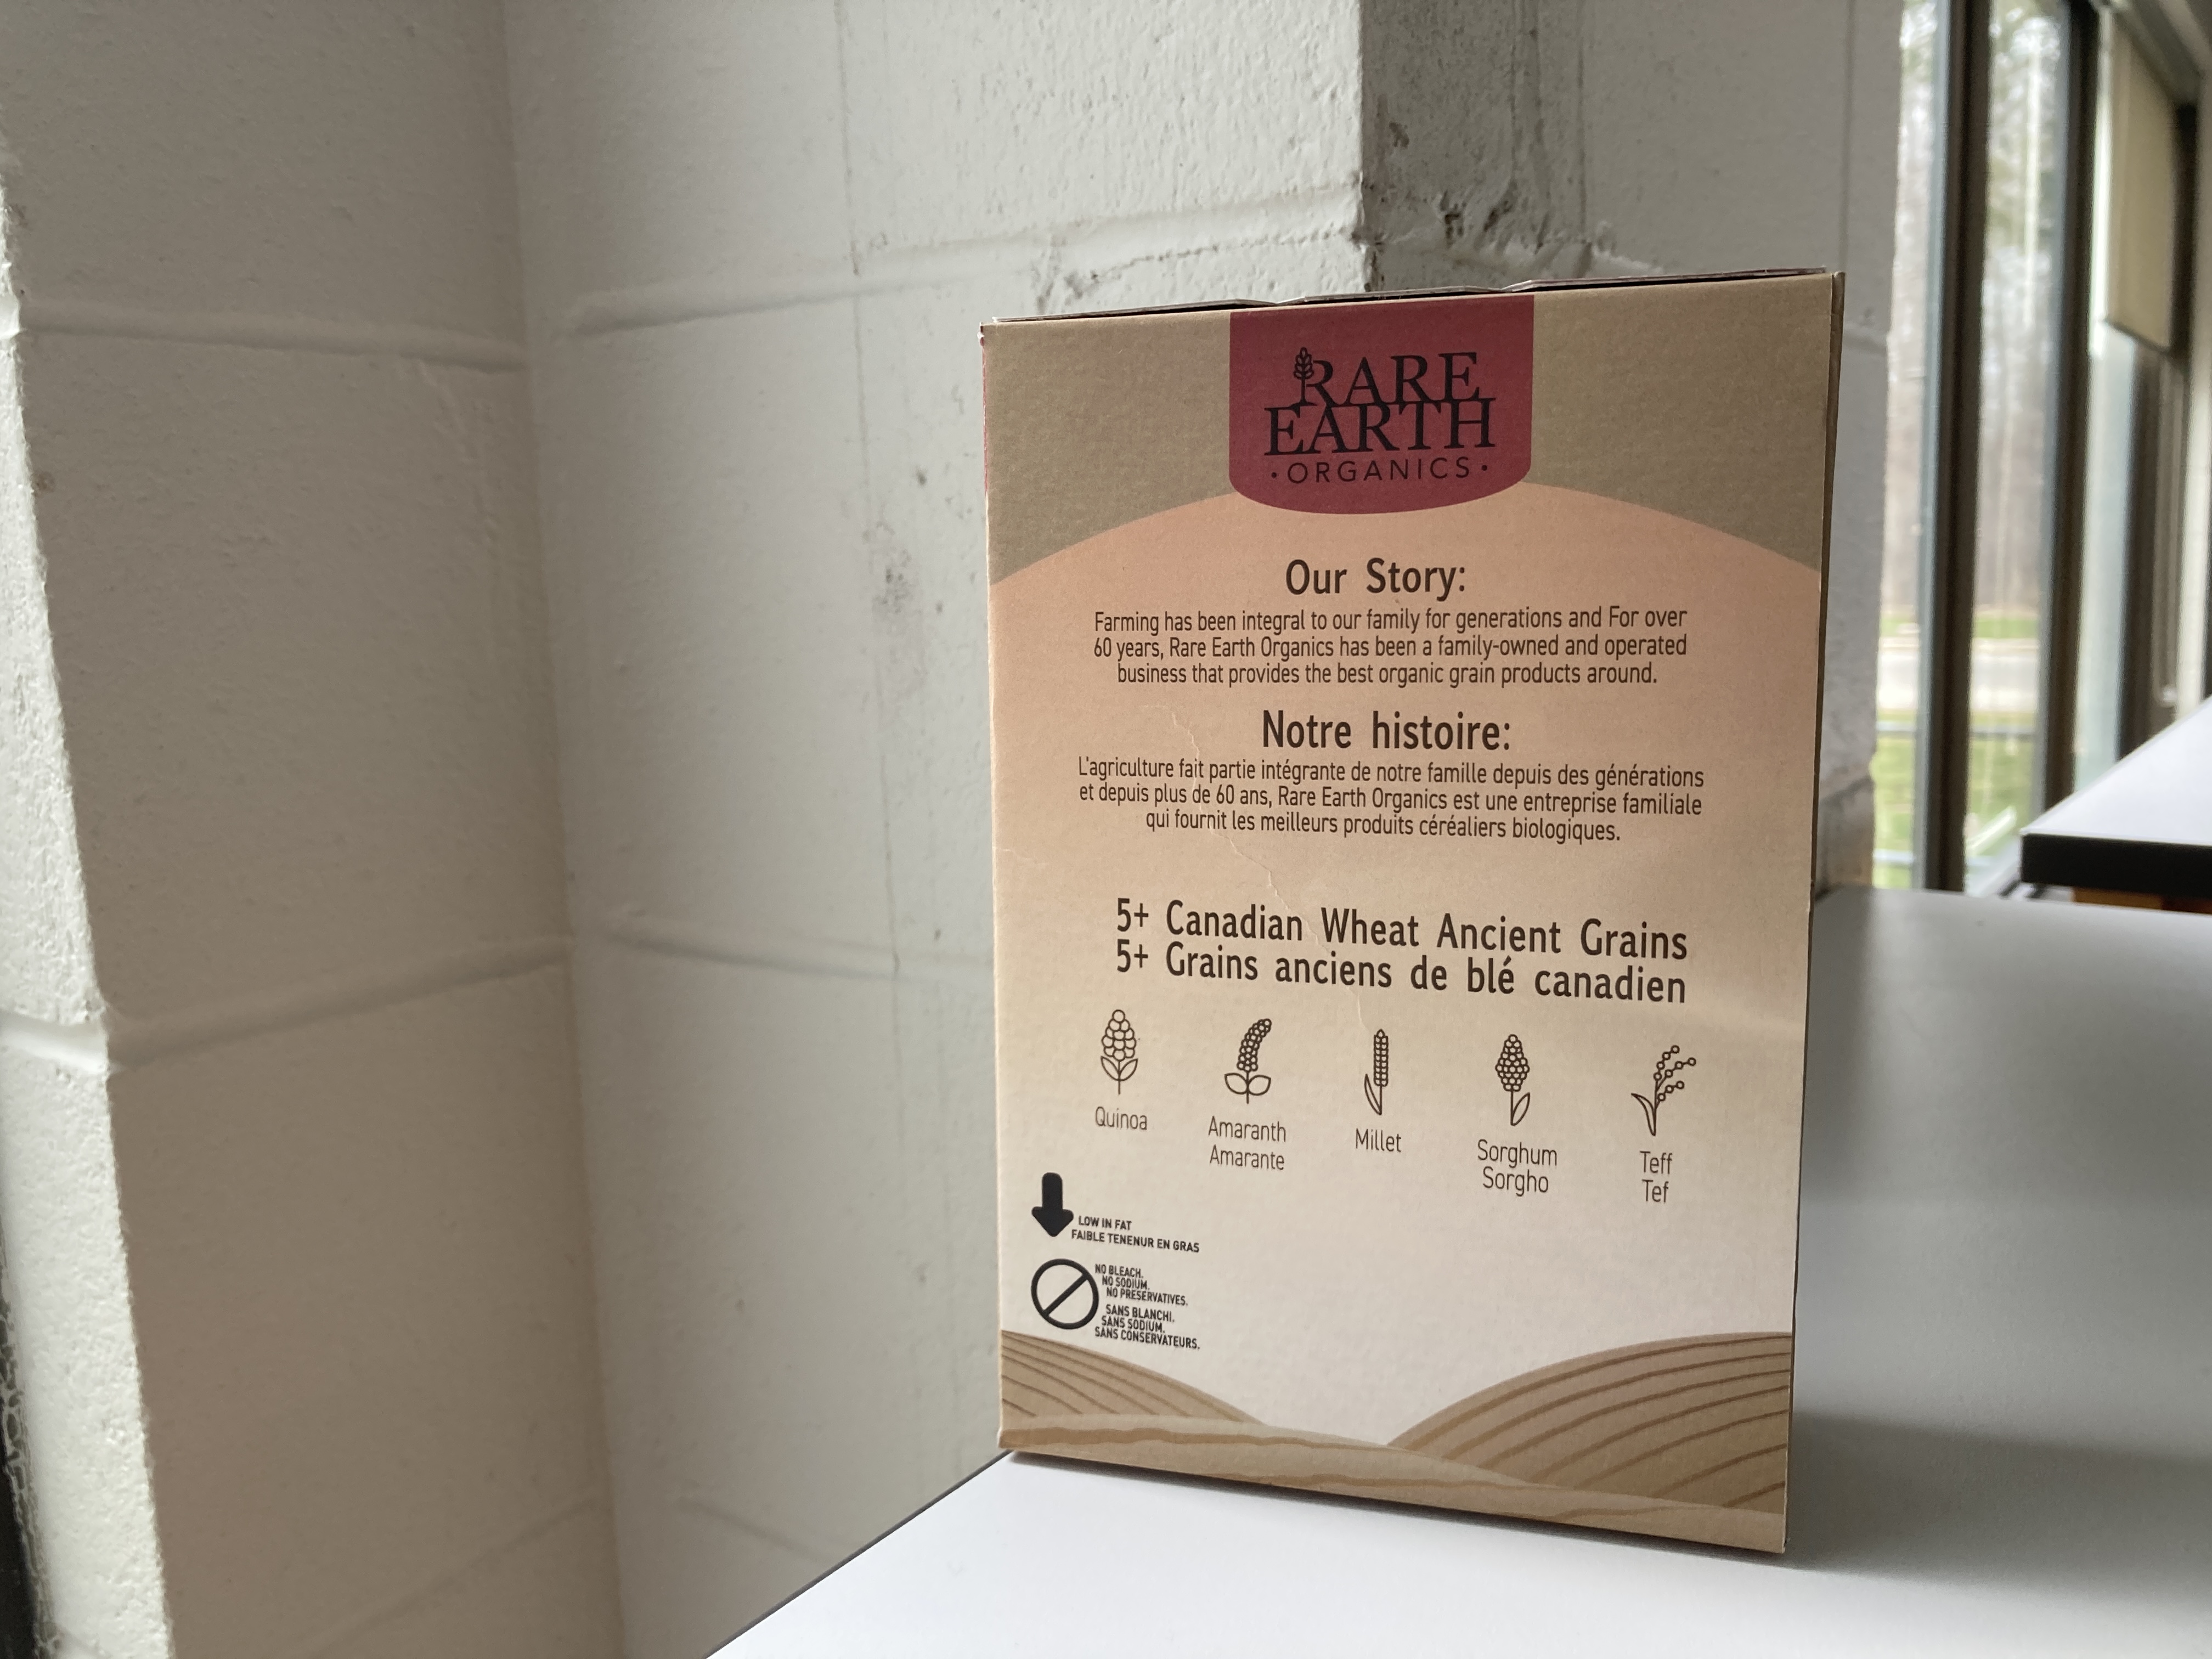 RARE
EARTH
•ORGANICS•
Our Story:
Farming has been integral to our family for generations and For over
60 years, Rare Earth Organics has been a family-owned and operated
business that provides the best organic grain products around.
Notre histoire:
L'agriculture fait partie intégrante de notre famille depuis des générations
et depuis plus de 60 ans, Rare Earth Organics est une entreprise familiale
qui fournit les meilleurs produits céréaliers biologiques.
5+ Canadian Wheat Ancient Grains
5+ Grains anciens de blé canadien
Quinoa
Amaranth
Amarante
Millet
Sorghum
Sorgho
Teff
Tef
LOW IN FAT
FAIBLE TENENUR EN GRAS
NO BLEACH.
NO SODIUM.
NO PRESERVATIVES.
SANS BLANCHI.
SANS SODIUM.
SANS CONSERVATEURS.